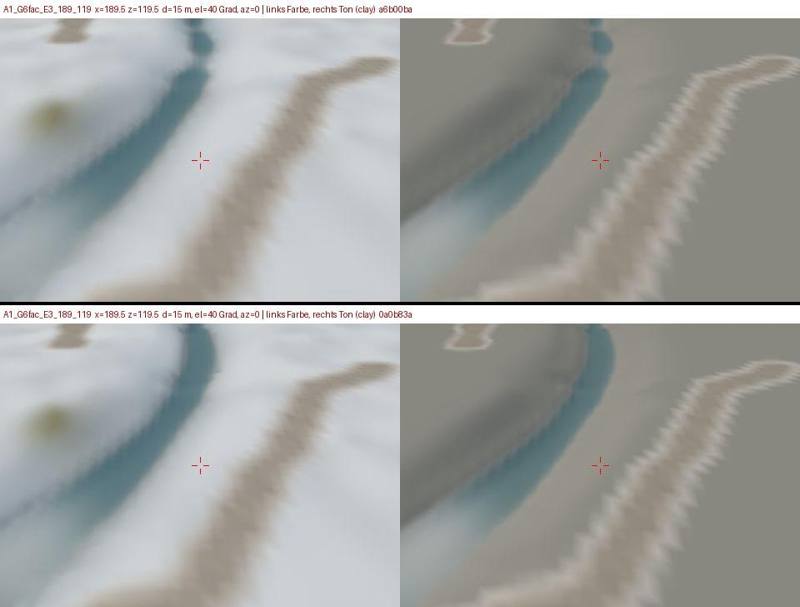 A1_G6fac_E3_189_119 x=189.5 z=119.5 d=15 m, el=40 Grad, az=0 | links Farbe, rechts Ton (clay) a6b00ba
A1_G6fac_E3_189_119 x=189.5 z=119.5 d=15 m, el=40 Grad, az=0 | links Farbe, rechts Ton (clay) 0a0b83a